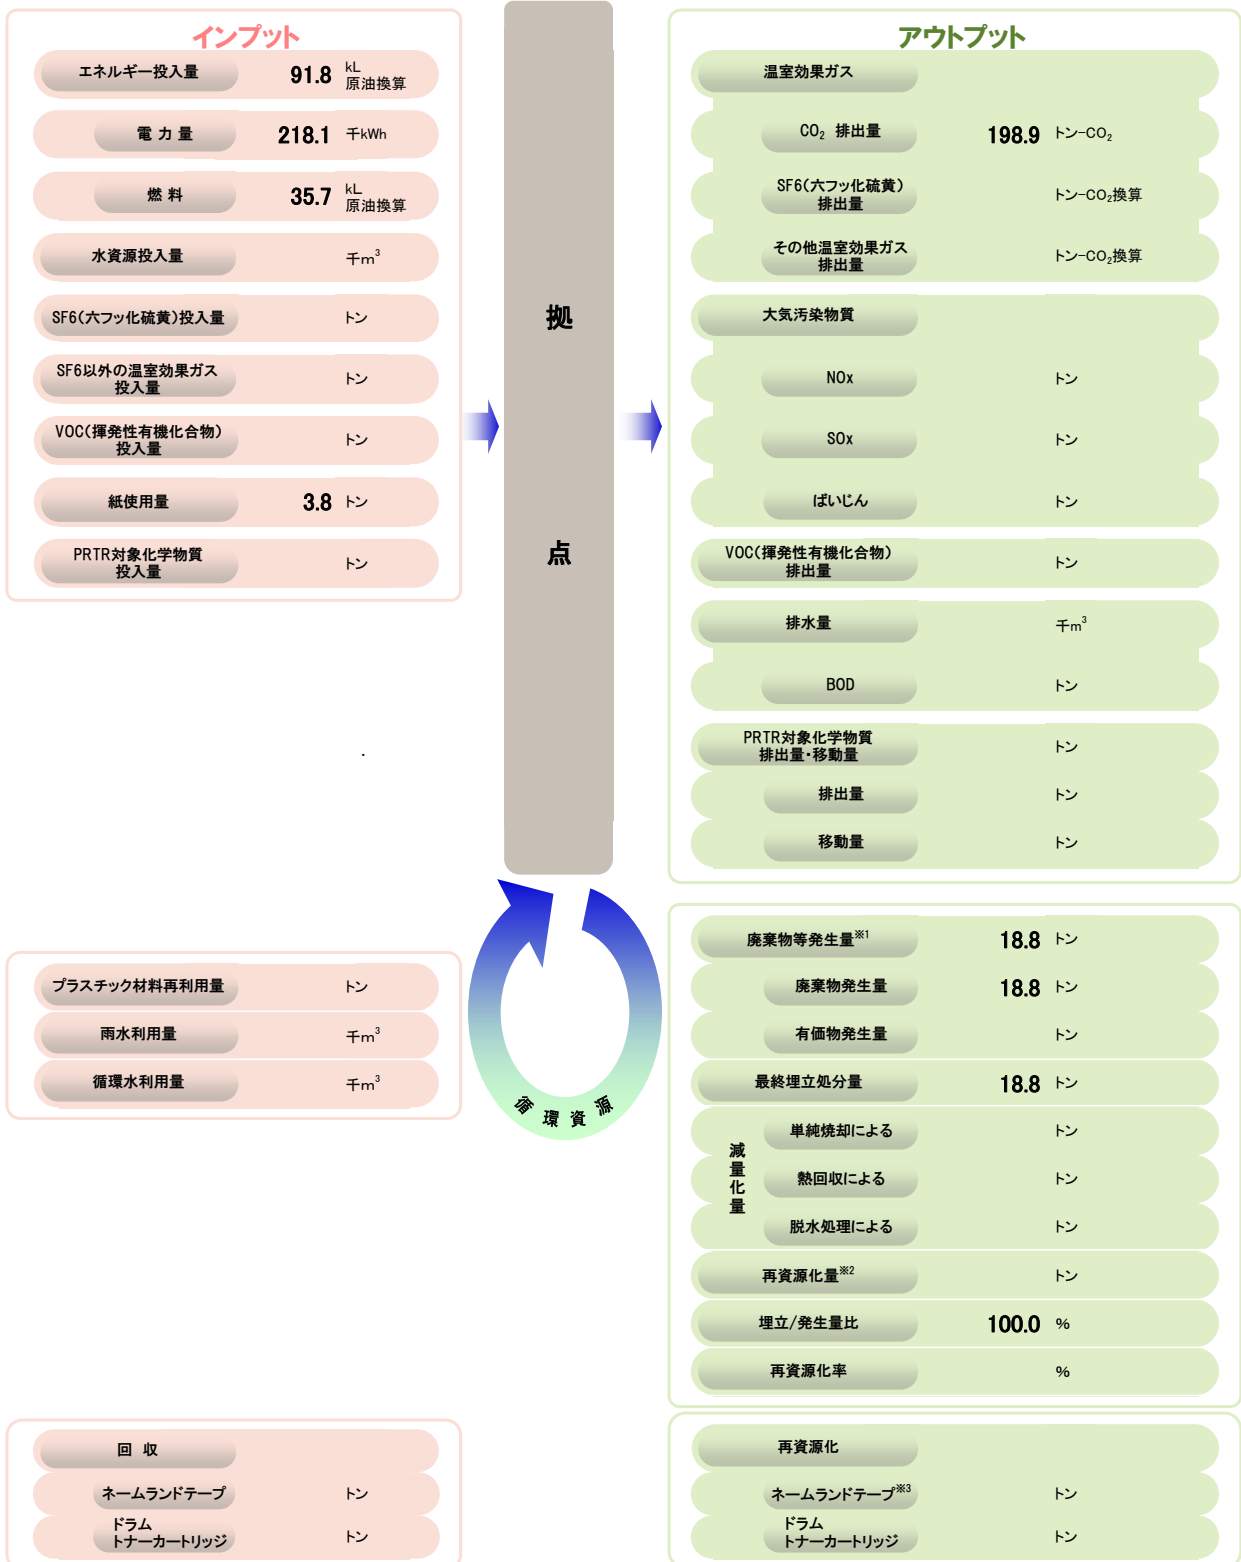 インプット
エネルギー投入量 91.8 kL
原油換算
電 力 量 218.1 千kWh
燃 料 35.7 kL
原油換算
水資源投入量 千m³
SF6(六フッ化硫黄)投入量 トン
SF6以外の温室効果ガス
投入量 トン
VOC(揮発性有機化合物)
投入量 トン
紙使用量 3.8 トン
PRTR対象化学物質
投入量 トン
拠
点
アウトプット
温室効果ガス
CO₂ 排出量 198.9 トン-CO₂
SF6(六フッ化硫黄)
排出量 トン-CO₂換算
その他温室効果ガス
排出量 トン-CO₂換算
大気汚染物質
NOx トン
SOx トン
ばいじん トン
VOC(揮発性有機化合物)
排出量 トン
排水量 千m³
BOD トン
PRTR対象化学物質
排出量・移動量 トン
排出量 トン
移動量 トン
プラスチック材料再利用量 トン
雨水利用量 千m³
循環水利用量 千m³
循環資源
廃棄物等発生量※1 18.8 トン
廃棄物発生量 18.8 トン
有価物発生量 トン
最終埋立処分量 18.8 トン
減量化量
単純焼却による トン
熱回収による トン
脱水処理による トン
再資源化量※2 トン
埋立/発生量比 100.0 %
再資源化率 %
回 収
ネームランドテープ トン
ドラム
トナーカートリッジ トン
再資源化
ネームランドテープ※3 トン
ドラム
トナーカートリッジ トン